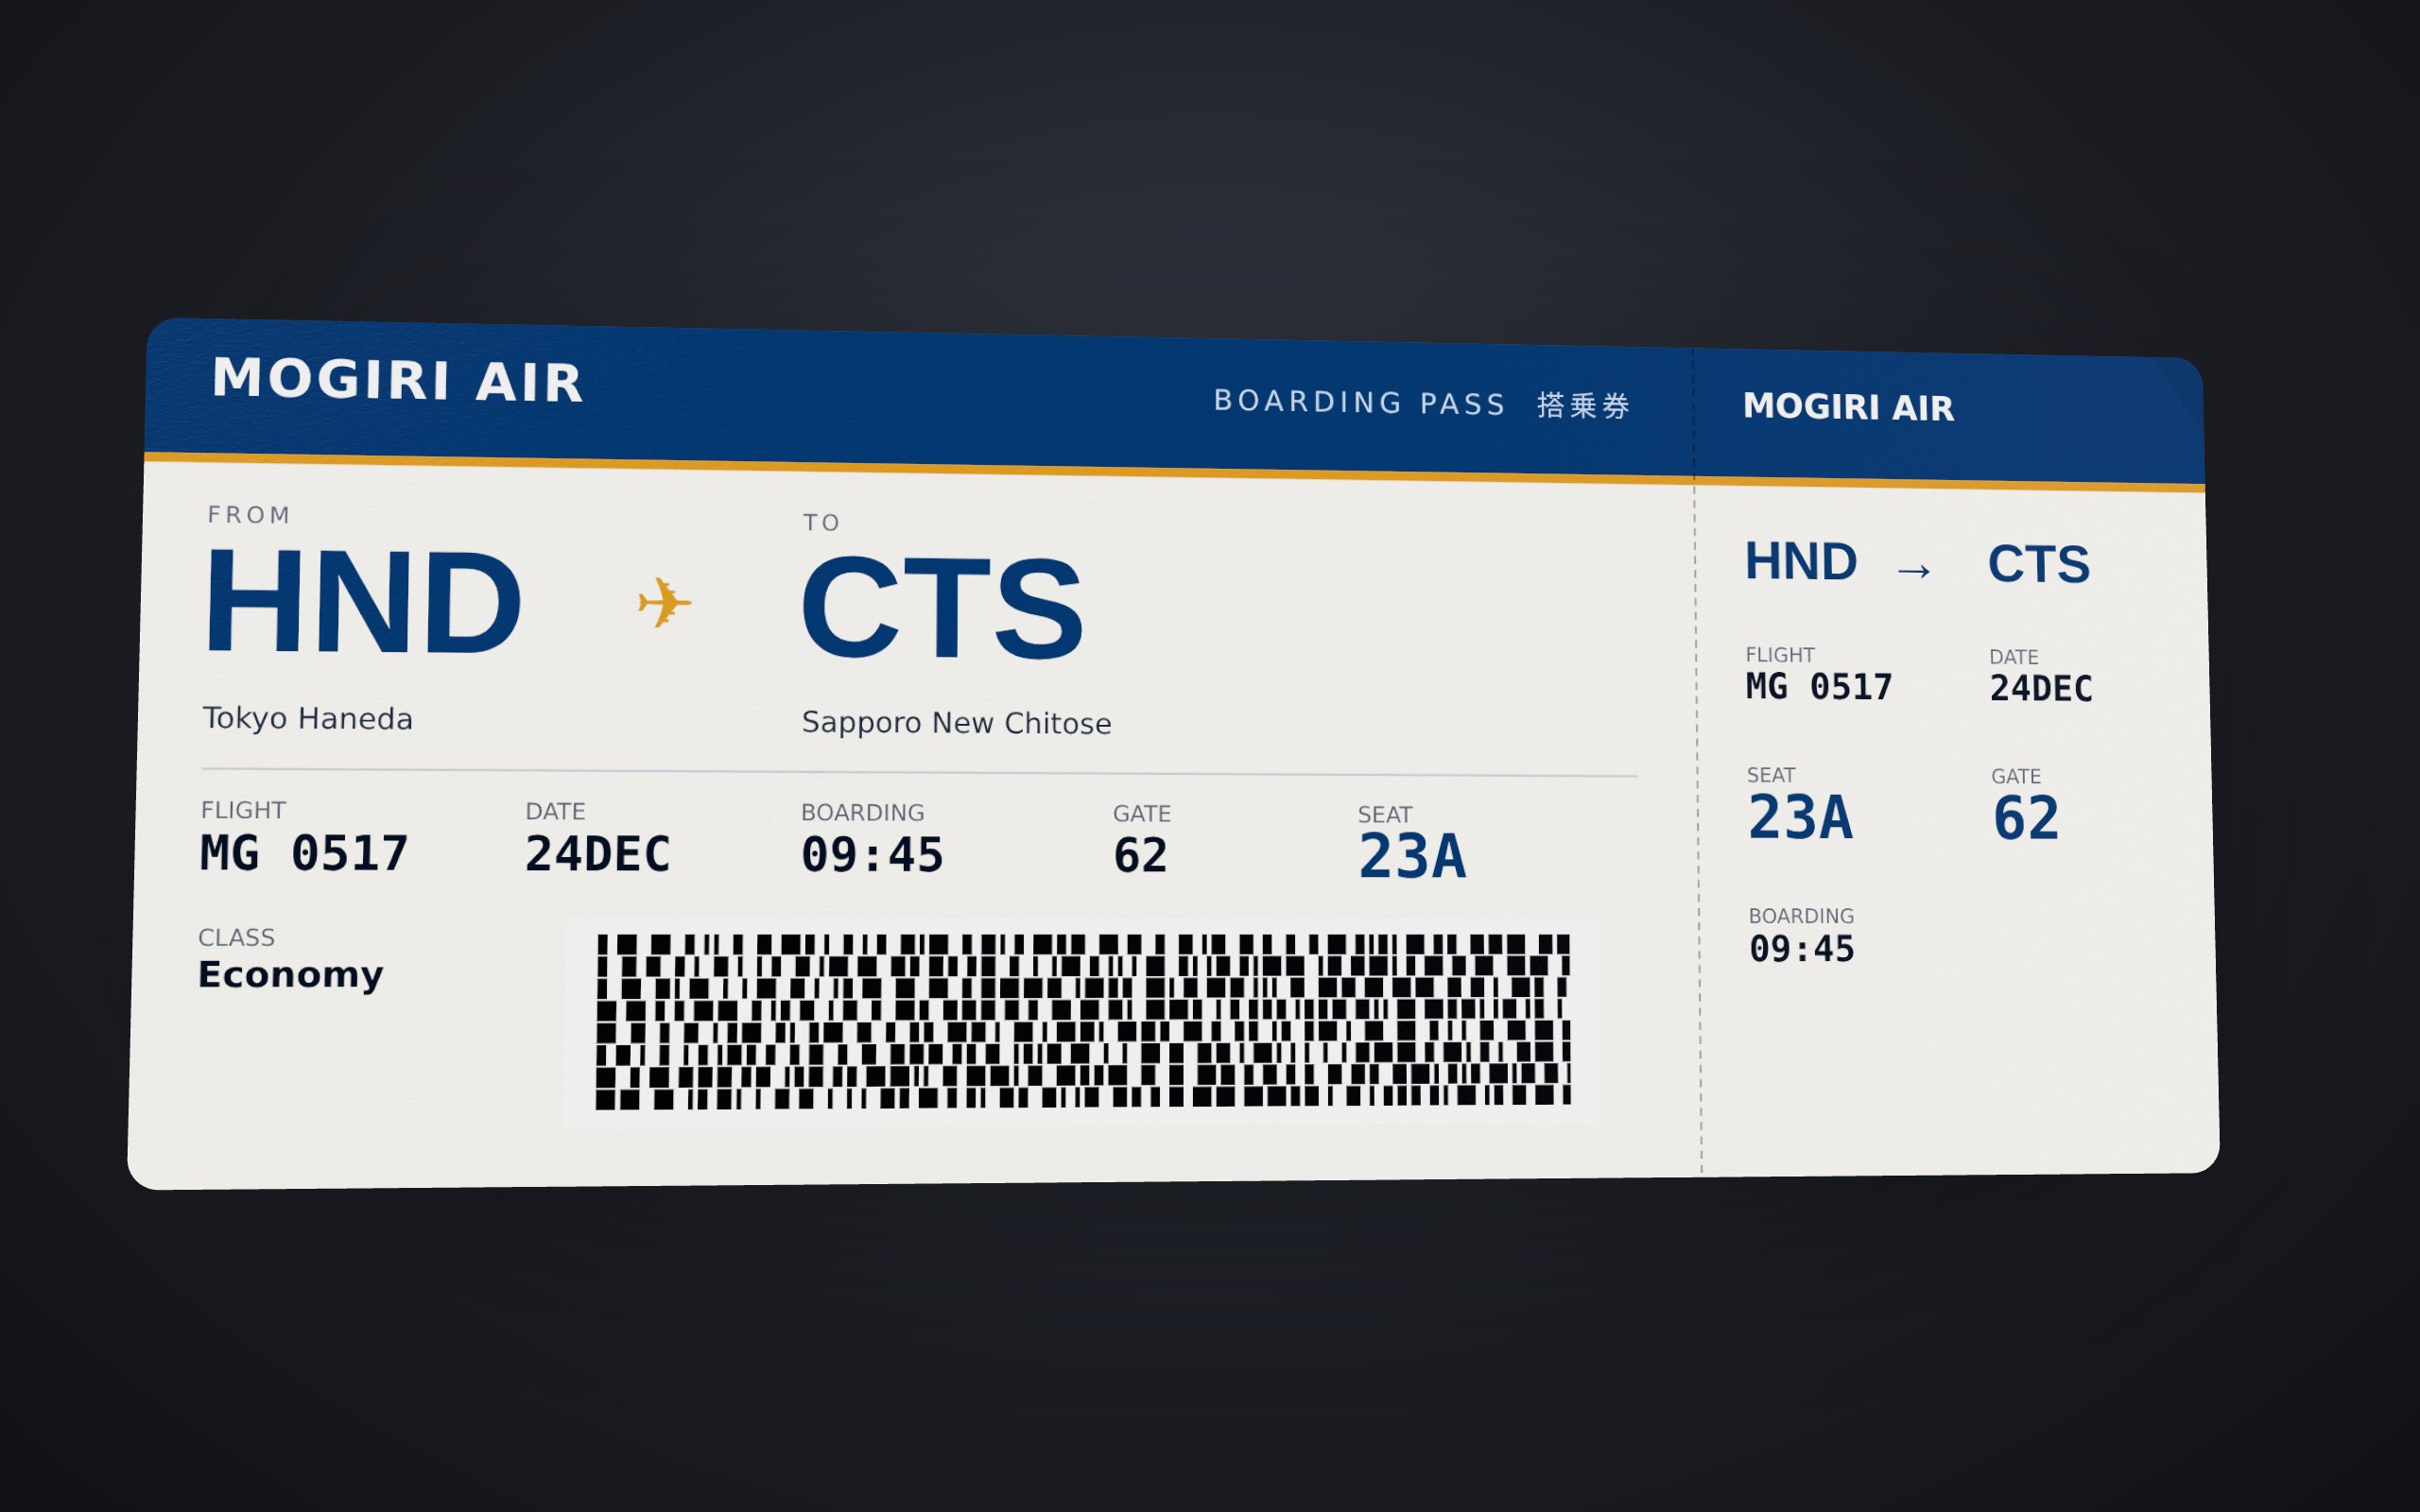 MOGIRI AIR
BOARDING PASS 搭乗券
FROM
HND ✈
TO
CTS
Tokyo Haneda
Sapporo New Chitose
FLIGHT
MG 0517
DATE
24DEC
BOARDING
09:45
GATE
62
SEAT
23A
CLASS
Economy
MOGIRI AIR
HND → CTS
FLIGHT
MG 0517
DATE
24DEC
SEAT
23A
GATE
62
BOARDING
09:45